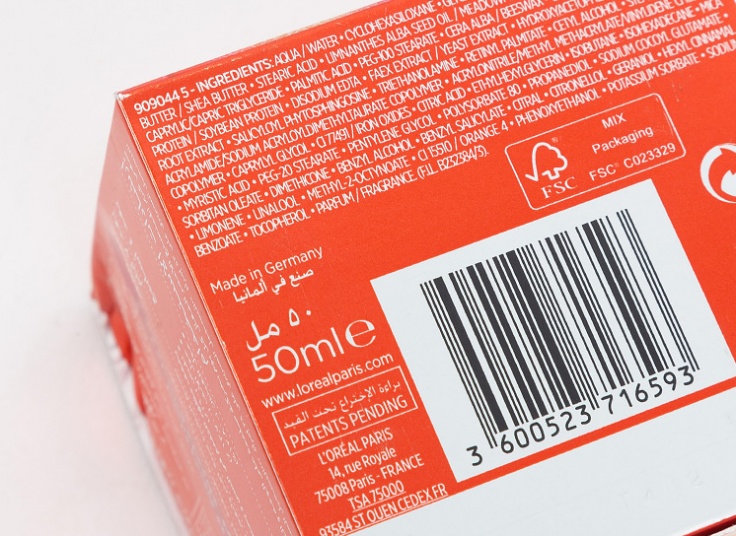 909044 5 - INGREDIENTS: AQUA / WATER • CYCLOHEXASILOXANE •
BUTTER / SHEA BUTTER • STEARIC ACID • LIMNANTHES ALBA SEED OIL / MEADOW
CAPRYLIC/CAPRIC TRIGLYCERIDE • PALMITIC ACID • PEG-100 STEARATE • CERA ALBA / BEESWAX
PROTEIN / SOYBEAN PROTEIN • DISODIUM EDTA • FAEX EXTRACT / YEAST EXTRACT • HYDROXYACETOPHENONE
ROOT EXTRACT • SALICYLOYL PHYTOSPHINGOSINE • TRIETHANOLAMINE • RETINYL PALMITATE • CETYL ALCOHOL •
ACRYLAMIDE/SODIUM ACRYLOYLDIMETHYLTAURATE COPOLYMER • ACRYLONITRILE/METHYL METHACRYLATE/VINYLIDENE
COPOLYMER • CAPRYLYL GLYCOL • CI 77491 / IRON OXIDES • CITRIC ACID • ETHYLHEXYLGLYCERIN • ISOBUTANE • ISOHEXADECANE • MICA
• MYRISTIC ACID • PEG-20 STEARATE • PENTYLENE GLYCOL • POLYSORBATE 80 • PROPANEDIOL • SODIUM COCOYL GLUTAMATE •
SORBITAN OLEATE • DIMETHICONE • BENZYL ALCOHOL • BENZYL SALICYLATE • CITRAL • CITRONELLOL • GERANIOL • HEXYL CINNAMAL
• LIMONENE • LINALOOL • METHYL-2-OCTYNOATE • CI 15510 / ORANGE 4 • PHENOXYETHANOL • POTASSIUM SORBATE •
BENZOATE • TOCOPHEROL • PARFUM / FRAGRANCE (F.I.L. B252384/5).
FSC
MIX
Packaging
FSC® C023329
Made in Germany
صنع في ألمانيا
٥٠ مل
50ml e
www.lorealparis.com
براءة الإختراع تحت القيد
PATENTS PENDING
L'ORÉAL PARIS
14, rue Royale
75008 Paris - FRANCE
TSA 75000
93584 ST OUEN CEDEX FR
3 600523 716593